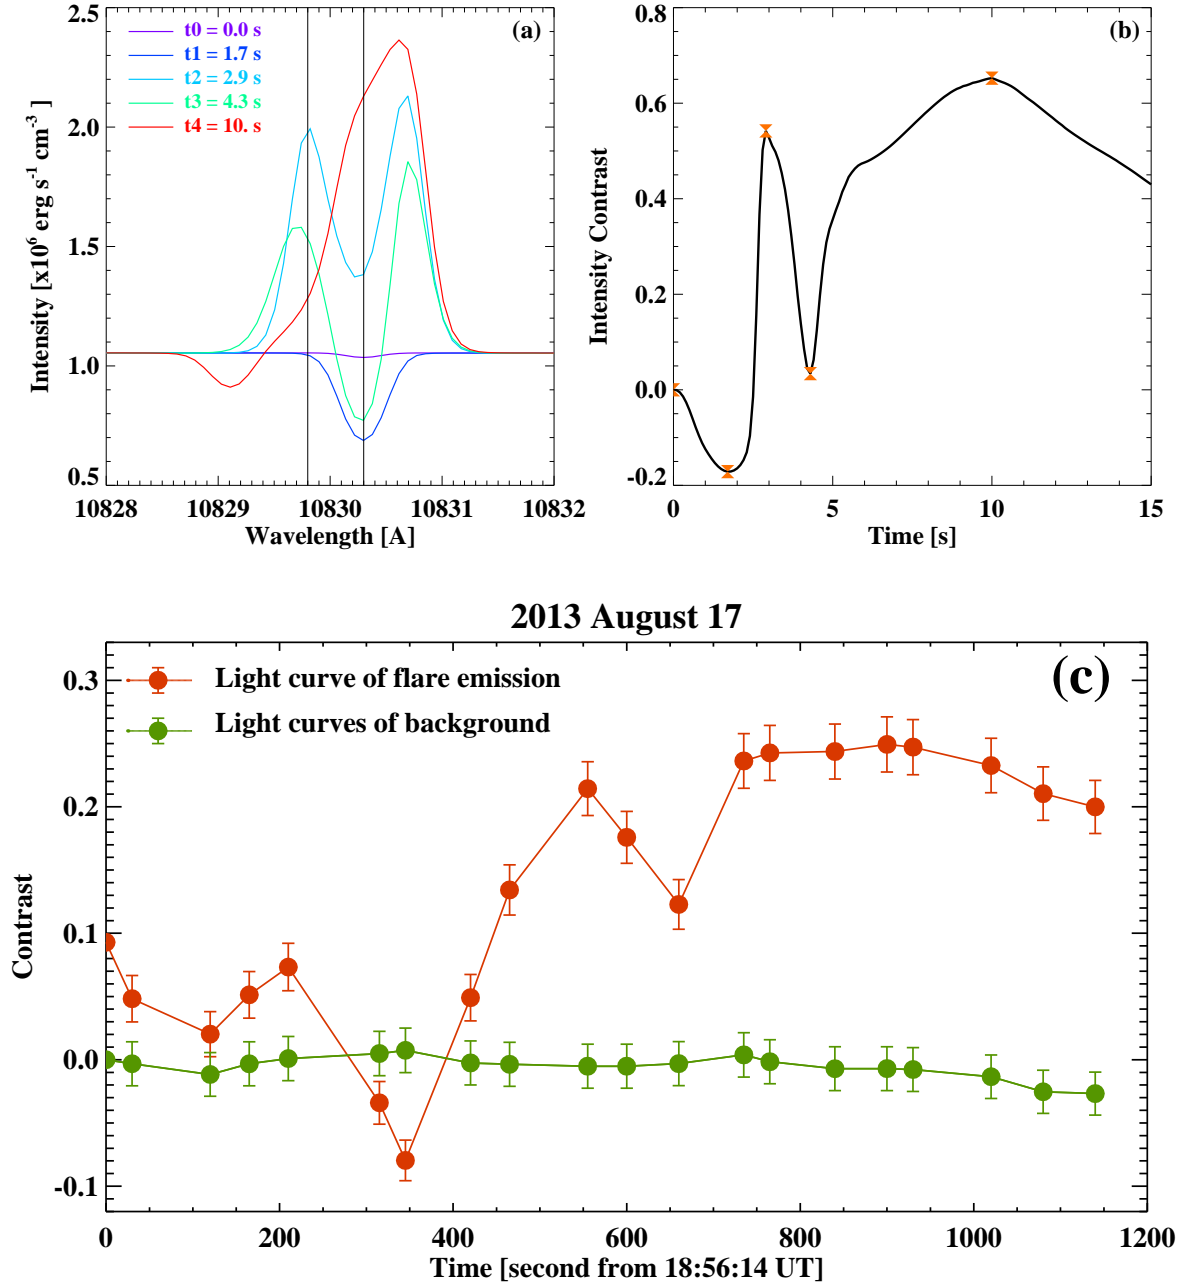 (a)
t0 = 0.0 s
t1 = 1.7 s
t2 = 2.9 s
t3 = 4.3 s
t4 = 10. s
2.5
2.0
1.5
1.0
0.5
Intensity [x10⁶ erg s⁻¹ cm⁻³ ]
10828 10829 10830 10831 10832
Wavelength [A]
(b)
0.8
0.6
0.4
0.2
0.0
-0.2
Intensity Contrast
0 5 10 15
Time [s]
2013 August 17
(c)
Light curve of flare emission
Light curves of background
0.3
0.2
0.1
0.0
-0.1
Contrast
0 200 400 600 800 1000 1200
Time [second from 18:56:14 UT]